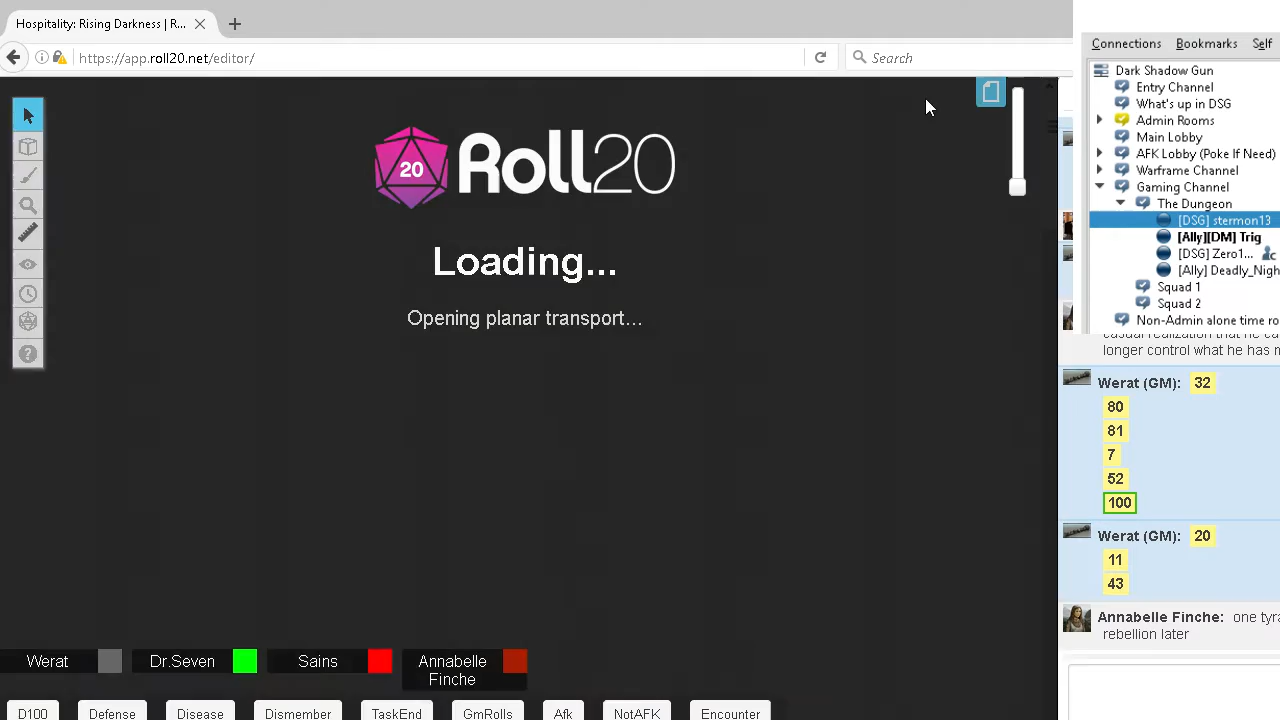 Hospitality: Rising Darkness | R...
https://app.roll20.net/editor/
Search
20
Roll20
Loading...
Opening planar transport...
Connections Bookmarks Self
Dark Shadow Gun
Entry Channel
What's up in DSG
Admin Rooms
Main Lobby
AFK Lobby (Poke If Need)
Warframe Channel
Gaming Channel
The Dungeon
[DSG] stermon13
[Ally][DM] Trig
[DSG] Zero1...
[Ally] Deadly_Nigh
Squad 1
Squad 2
Non-Admin alone time ro
casual realization that he ca
longer control what he has m
Werat (GM): 32
80
81
7
52
100
Werat (GM): 20
11
43
Annabelle Finche: one tyra
rebellion later
Werat
Dr.Seven
Sains
Annabelle
Finche
D100
Defense
Disease
Dismember
TaskEnd
GmRolls
Afk
NotAFK
Encounter